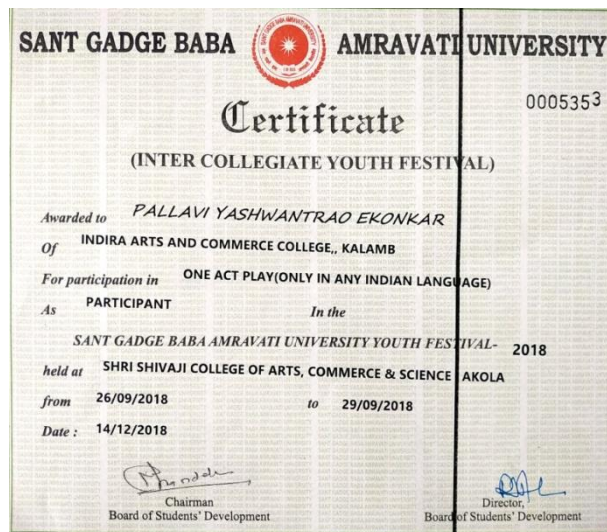 SANT GADGE BABA AMRAVATI UNIVERSITY
0005353
Certificate
(INTER COLLEGIATE YOUTH FESTIVAL)
Awarded to PALLAVI YASHWANTRAO EKONKAR
Of INDIRA ARTS AND COMMERCE COLLEGE,, KALAMB
For participation in ONE ACT PLAY(ONLY IN ANY INDIAN LANGUAGE)
As PARTICIPANT In the
SANT GADGE BABA AMRAVATI UNIVERSITY YOUTH FESTIVAL- 2018
held at SHRI SHIVAJI COLLEGE OF ARTS, COMMERCE & SCIENCE AKOLA
from 26/09/2018 to 29/09/2018
Date : 14/12/2018
Chairman Director,
Board of Students' Development Board of Students' Development